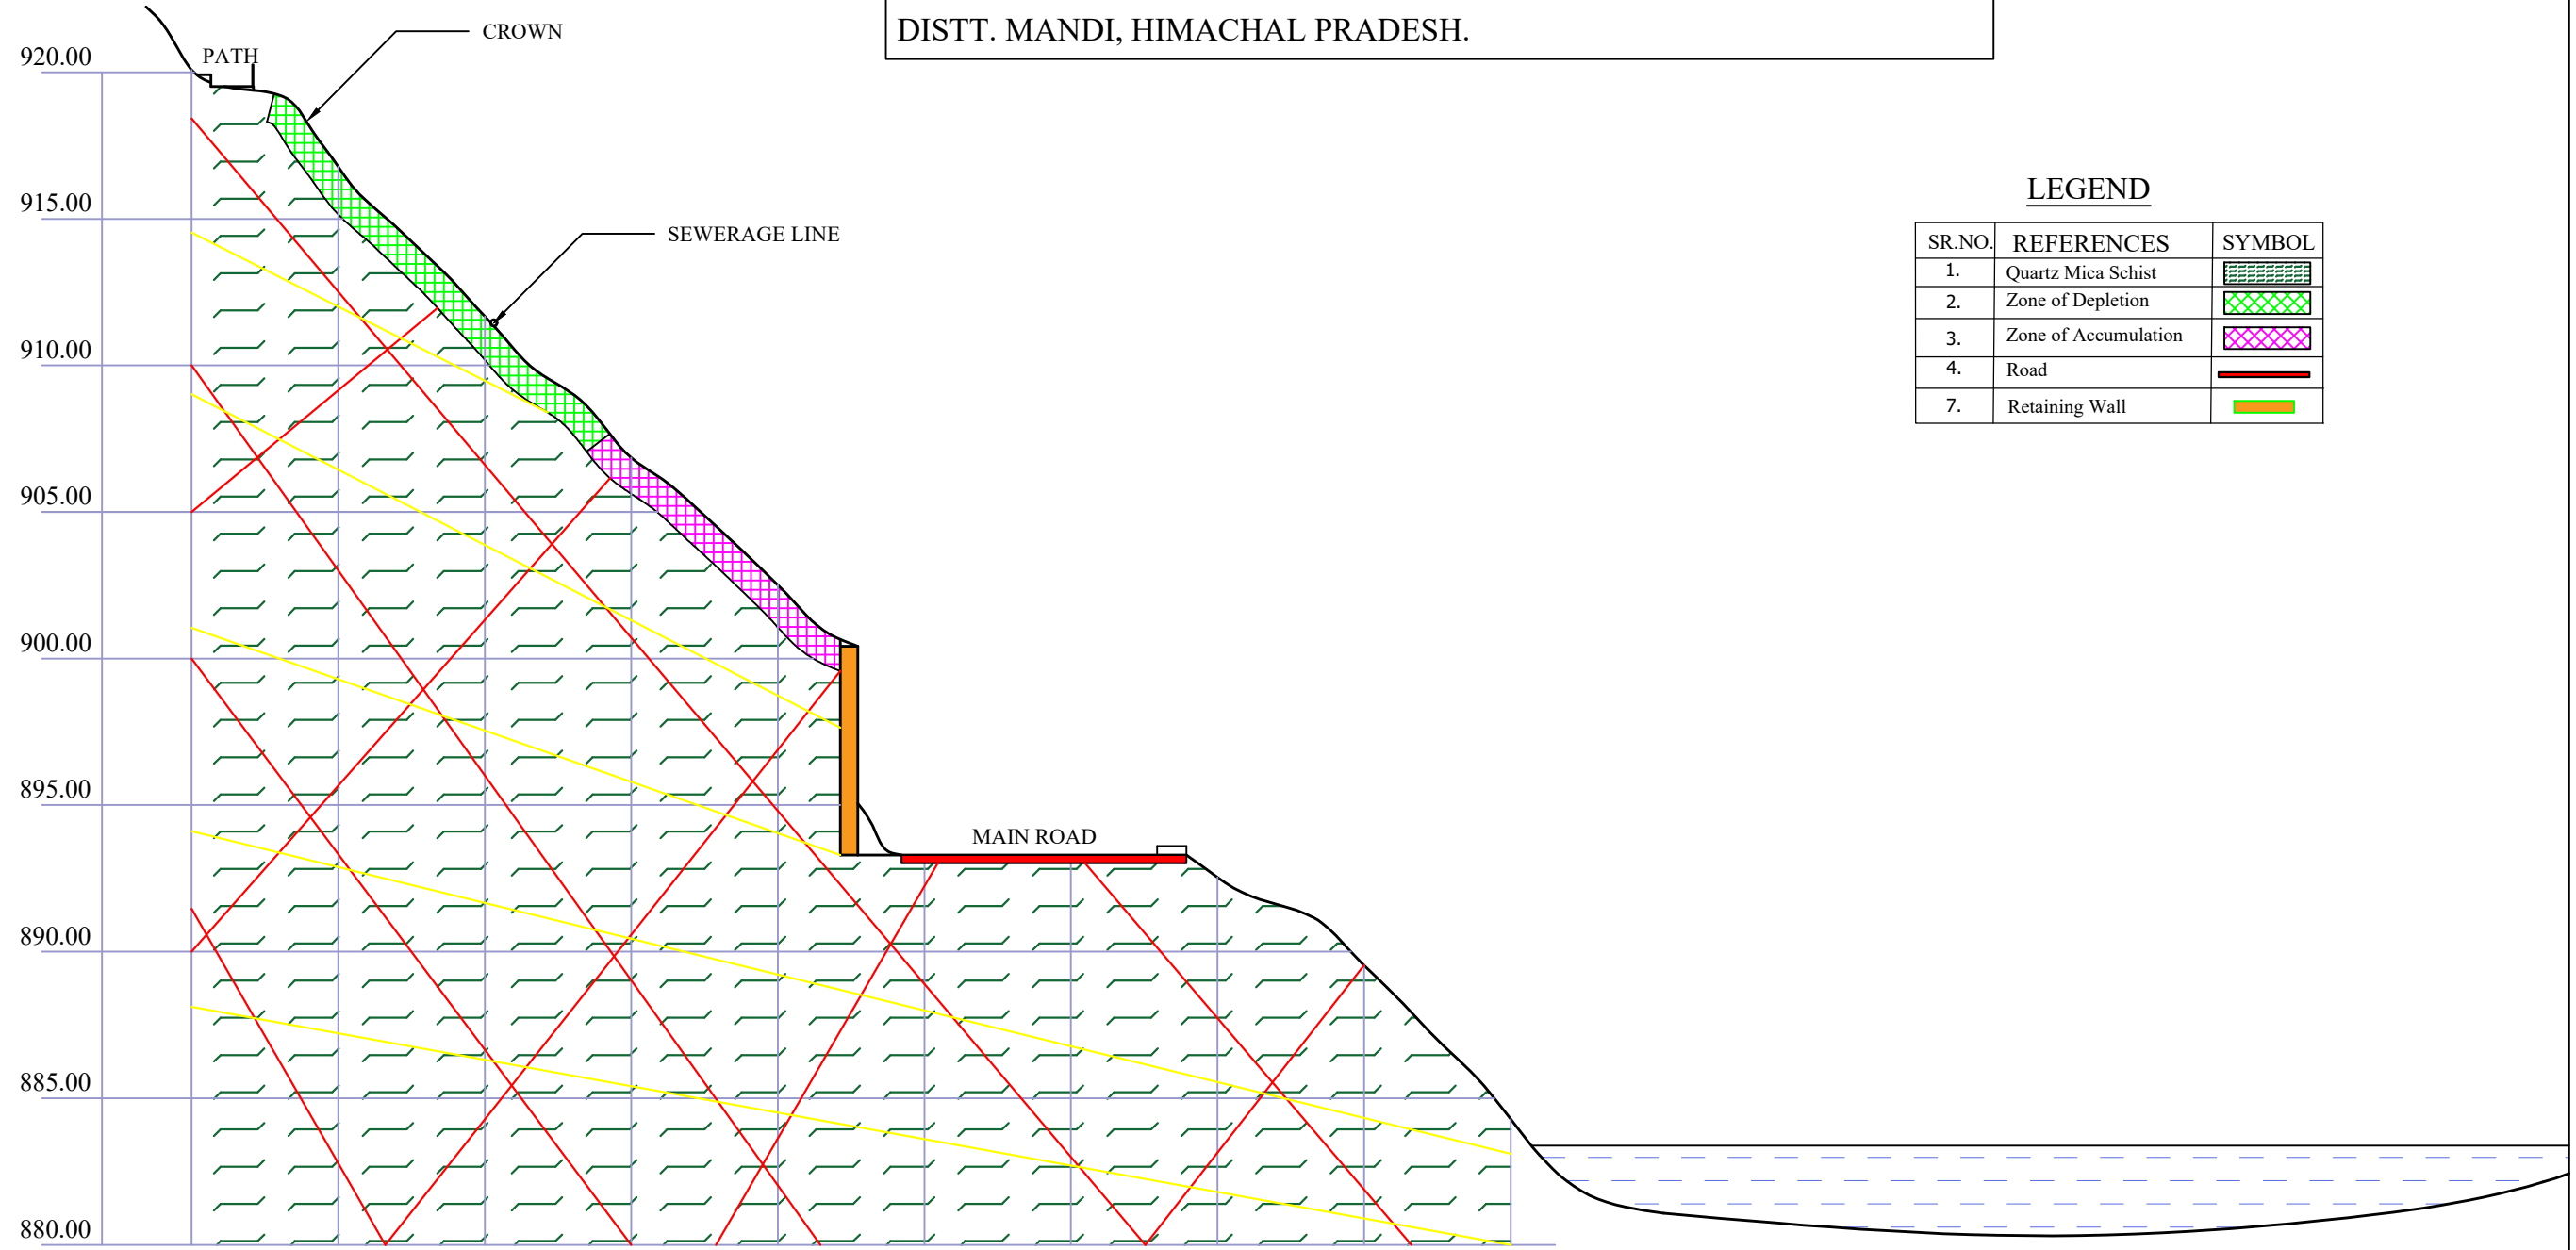 DISTT. MANDI, HIMACHAL PRADESH.
CROWN
PATH
920.00
915.00
SEWERAGE LINE
910.00
905.00
900.00
895.00
MAIN ROAD
890.00
885.00
880.00
LEGEND
SR.NO. REFERENCES SYMBOL
1. Quartz Mica Schist
2. Zone of Depletion
3. Zone of Accumulation
4. Road
7. Retaining Wall